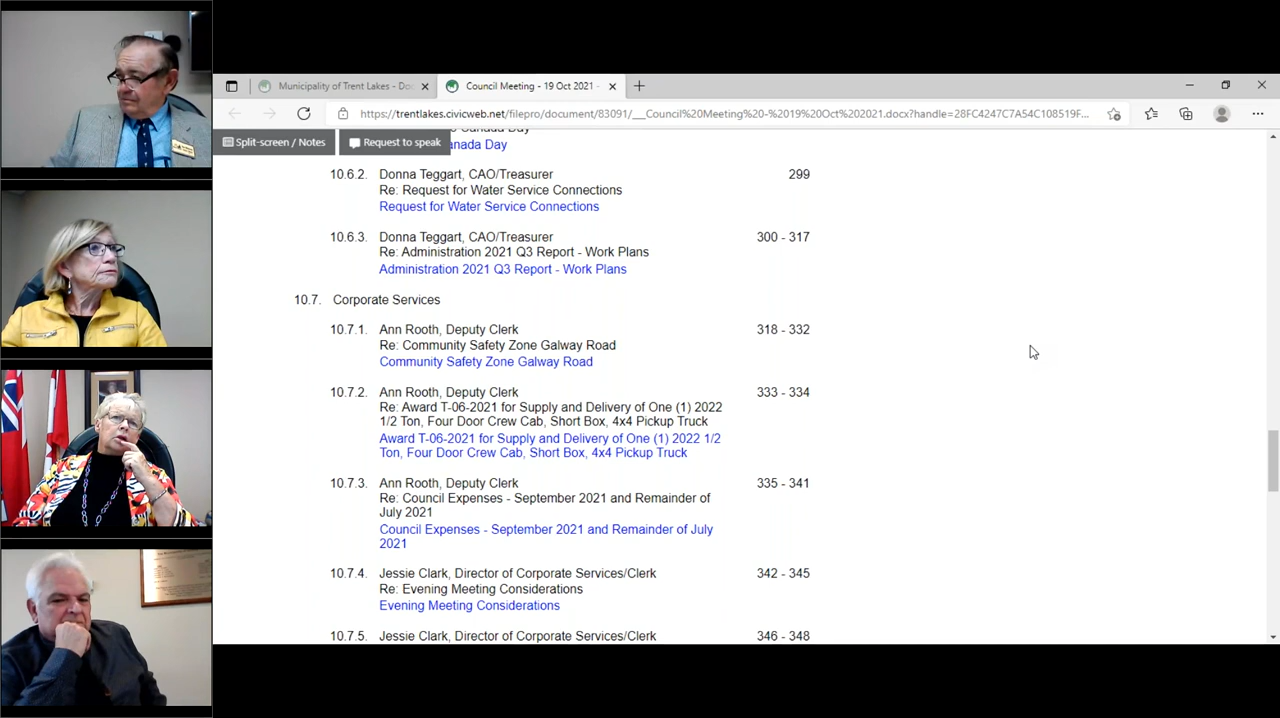 Municipality of Trent Lakes - Doc
Council Meeting - 19 Oct 2021 -
https://trentlakes.civicweb.net/filepro/document/83091/___Council%20Meeting%20-%2019%20Oct%202021.docx?handle=28FC4247C7A54C108519F...
Split-screen / Notes
Request to speak
Canada Day
anada Day
10.6.2. Donna Teggart, CAO/Treasurer 299
Re: Request for Water Service Connections
Request for Water Service Connections
10.6.3. Donna Teggart, CAO/Treasurer 300 - 317
Re: Administration 2021 Q3 Report - Work Plans
Administration 2021 Q3 Report - Work Plans
10.7. Corporate Services
10.7.1. Ann Rooth, Deputy Clerk 318 - 332
Re: Community Safety Zone Galway Road
Community Safety Zone Galway Road
10.7.2. Ann Rooth, Deputy Clerk 333 - 334
Re: Award T-06-2021 for Supply and Delivery of One (1) 2022
1/2 Ton, Four Door Crew Cab, Short Box, 4x4 Pickup Truck
Award T-06-2021 for Supply and Delivery of One (1) 2022 1/2
Ton, Four Door Crew Cab, Short Box, 4x4 Pickup Truck
10.7.3. Ann Rooth, Deputy Clerk 335 - 341
Re: Council Expenses - September 2021 and Remainder of
July 2021
Council Expenses - September 2021 and Remainder of July
2021
10.7.4. Jessie Clark, Director of Corporate Services/Clerk 342 - 345
Re: Evening Meeting Considerations
Evening Meeting Considerations
10.7.5. Jessie Clark, Director of Corporate Services/Clerk 346 - 348